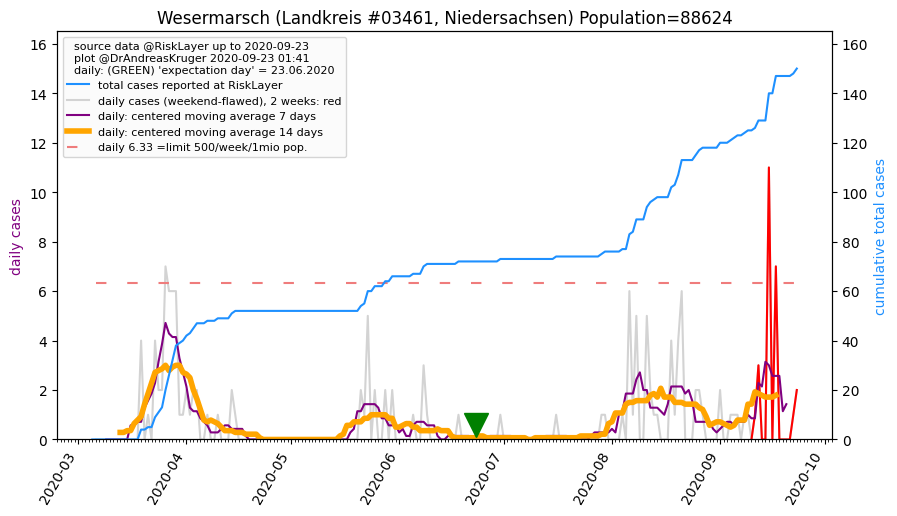 Wesermarsch (Landkreis #03461, Niedersachsen) Population=88624
source data @RiskLayer up to 2020-09-23
plot @DrAndreasKruger 2020-09-23 01:41
daily: (GREEN) 'expectation day' = 23.06.2020
total cases reported at RiskLayer
daily cases (weekend-flawed), 2 weeks: red
daily: centered moving average 7 days
daily: centered moving average 14 days
daily 6.33 =limit 500/week/1mio pop.
daily cases
16
14
12
10
8
6
4
2
0
cumulative total cases
160
140
120
100
80
60
40
20
0
2020-03
2020-04
2020-05
2020-06
2020-07
2020-08
2020-09
2020-10